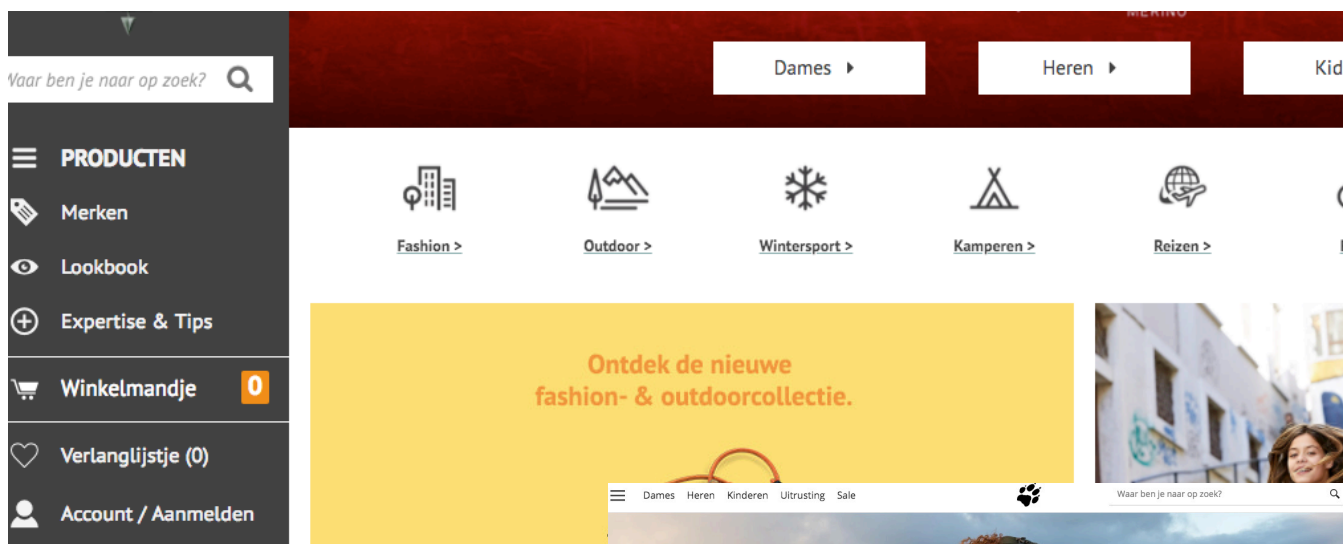 MERINO
Waar ben je naar op zoek?
Dames
Heren
Kid
PRODUCTEN
Merken
Lookbook
Expertise & Tips
Winkelmandje 0
Verlanglijstje (0)
Account / Aanmelden
Fashion >
Outdoor >
Wintersport >
Kamperen >
Reizen >
Ontdek de nieuwe
fashion- & outdoorcollectie.
Dames Heren Kinderen Uitrusting Sale
Waar ben je naar op zoek?